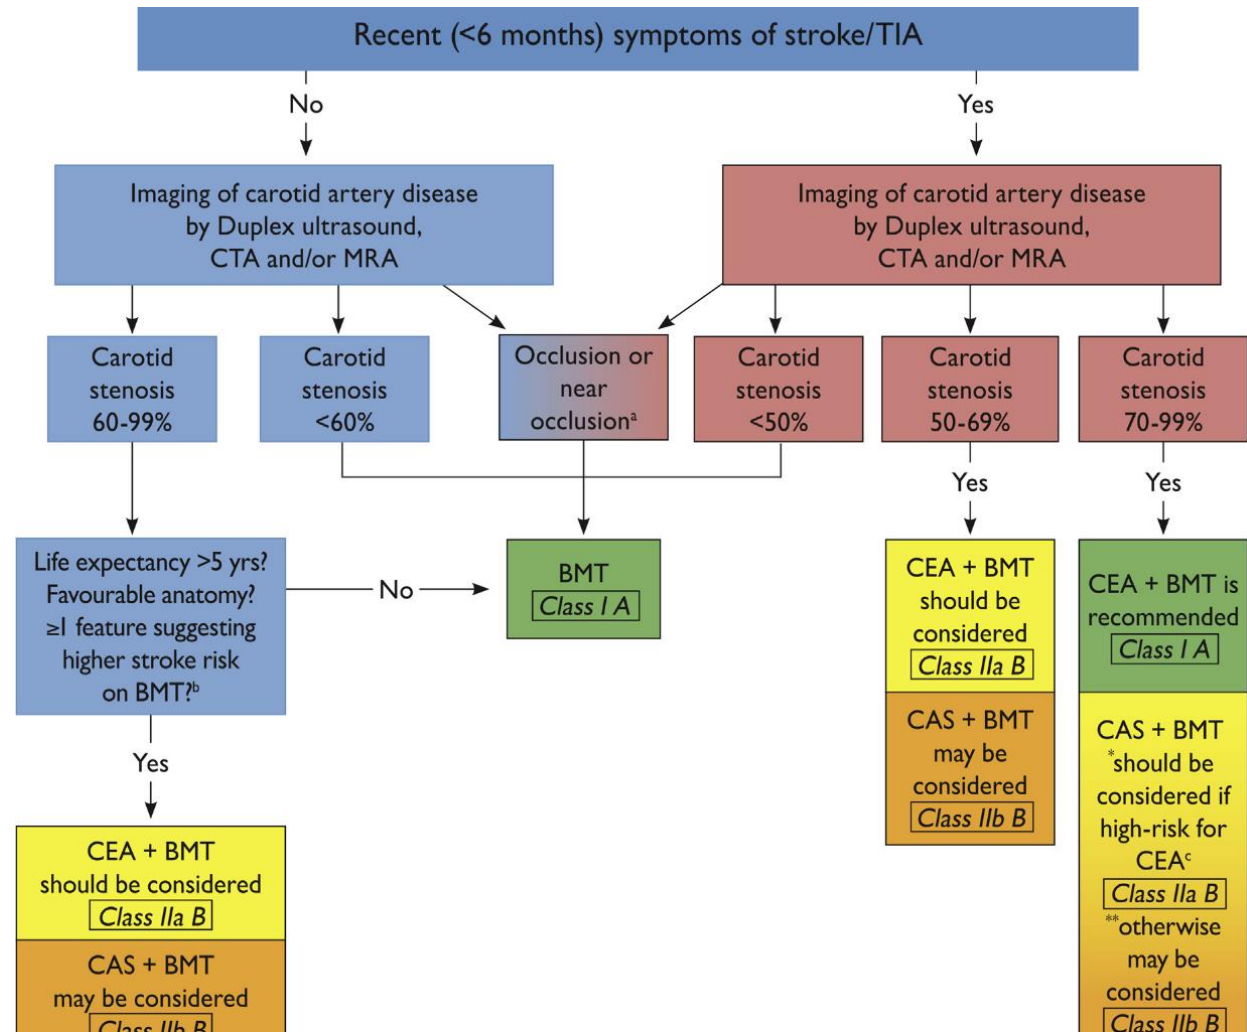 Recent (<6 months) symptoms of stroke/TIA
No
Yes
Imaging of carotid artery disease
by Duplex ultrasound,
CTA and/or MRA
Imaging of carotid artery disease
by Duplex ultrasound,
CTA and/or MRA
Carotid
stenosis
60-99%
Carotid
stenosis
<60%
Occlusion or
near
occlusionᵃ
Carotid
stenosis
<50%
Carotid
stenosis
50-69%
Carotid
stenosis
70-99%
Yes
Yes
Life expectancy >5 yrs?
Favourable anatomy?
≥1 feature suggesting
higher stroke risk
on BMT?ᵇ
No
BMT
Class I A
CEA + BMT
should be
considered
Class IIa B
CAS + BMT
may be
considered
Class IIb B
CEA + BMT is
recommended
Class I A
CAS + BMT
*should be
considered if
high-risk for
CEAᶜ
Class IIa B
**otherwise
may be
considered
Class IIb B
Yes
CEA + BMT
should be considered
Class IIa B
CAS + BMT
may be considered
Class IIb B